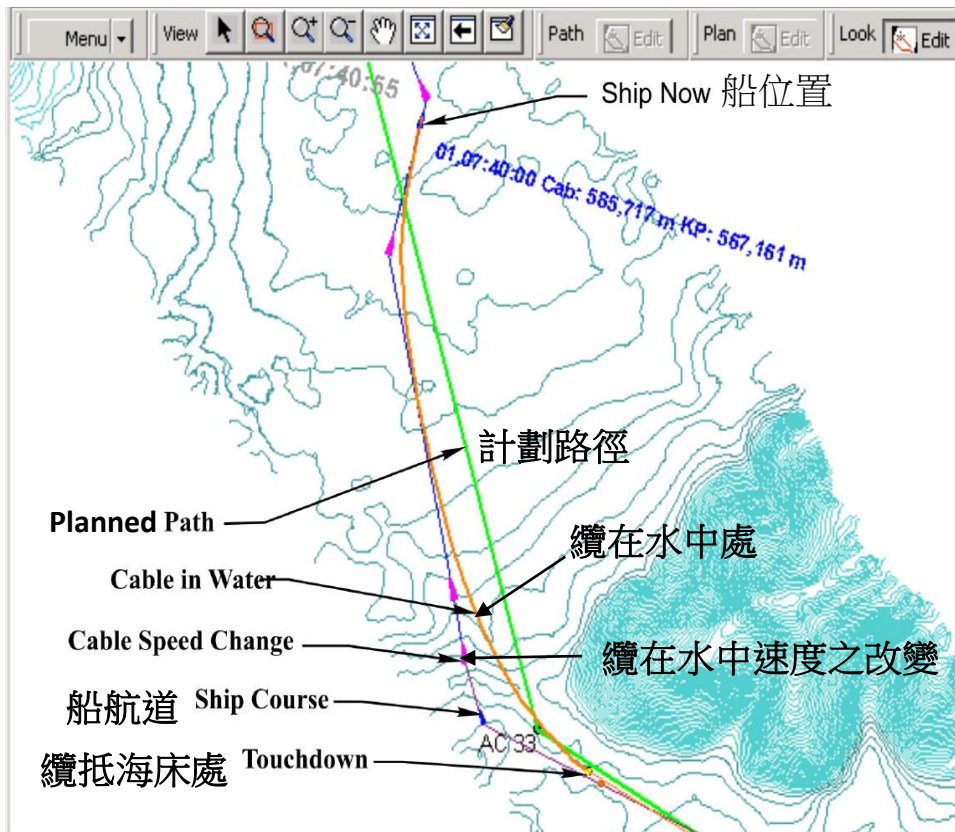 Menu View Path Edit Plan Edit Look Edit
07:40:55
Ship Now 船位置
01,07:40:00 Cab: 585,717 m KP: 567,161 m
計劃路徑
Planned Path
纜在水中處
Cable in Water
Cable Speed Change
纜在水中速度之改變
船航道 Ship Course
AC 33
纜抵海床處 Touchdown